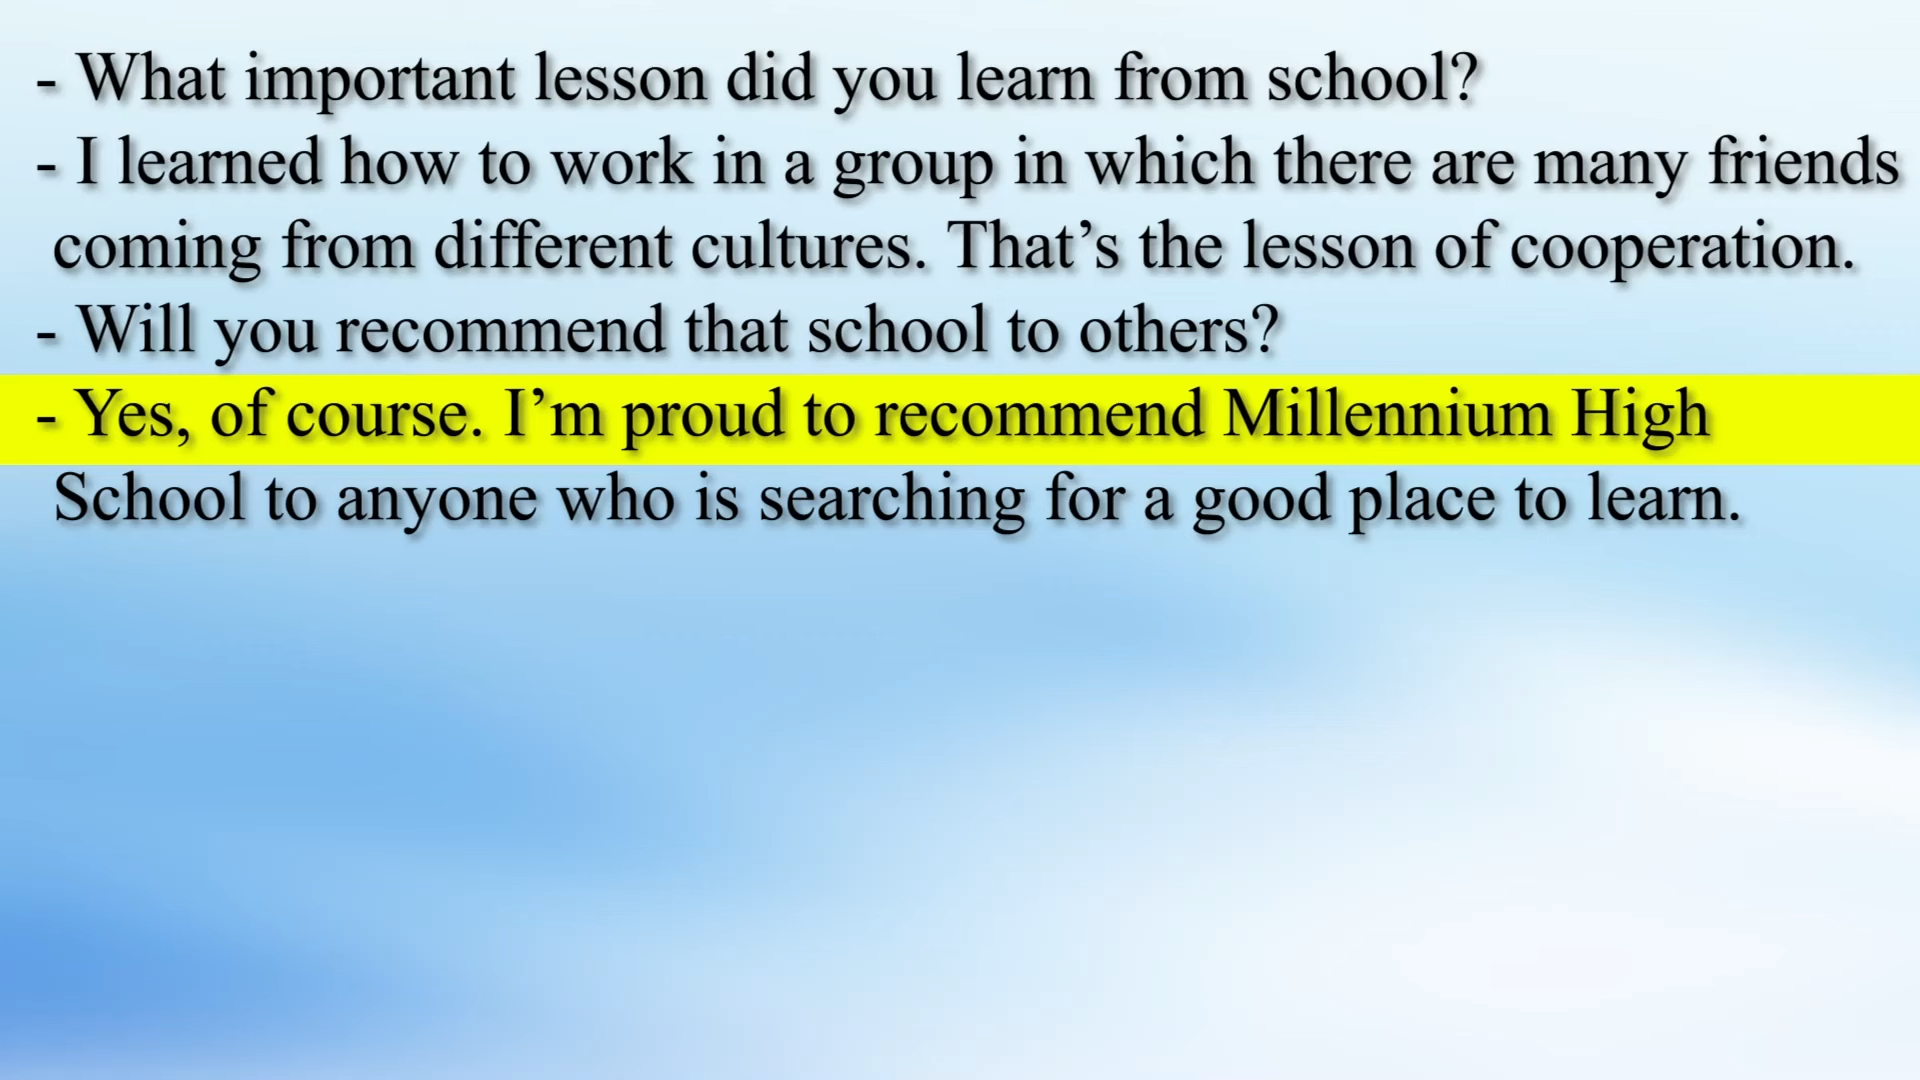 - What important lesson did you learn from school?
- I learned how to work in a group in which there are many friends
coming from different cultures. That’s the lesson of cooperation.
- Will you recommend that school to others?
- Yes, of course. I’m proud to recommend Millennium High
School to anyone who is searching for a good place to learn.